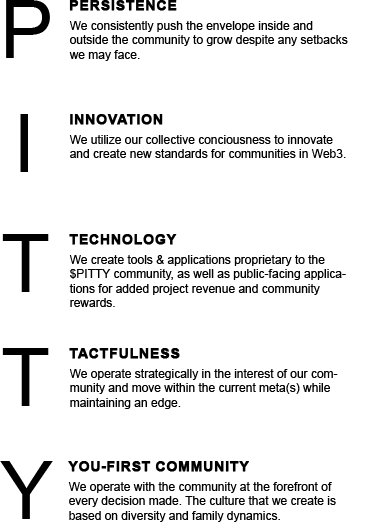 P
PERSISTENCE
We consistently push the envelope inside and
outside the community to grow despite any setbacks
we may face.
I
INNOVATION
We utilize our collective conciousness to innovate
and create new standards for communities in Web3.
T
TECHNOLOGY
We create tools & applications proprietary to the
$PITTY community, as well as public-facing applica-
tions for added project revenue and community
rewards.
T
TACTFULNESS
We operate strategically in the interest of our com-
munity and move within the current meta(s) while
maintaining an edge.
Y
YOU-FIRST COMMUNITY
We operate with the community at the forefront of
every decision made. The culture that we create is
based on diversity and family dynamics.